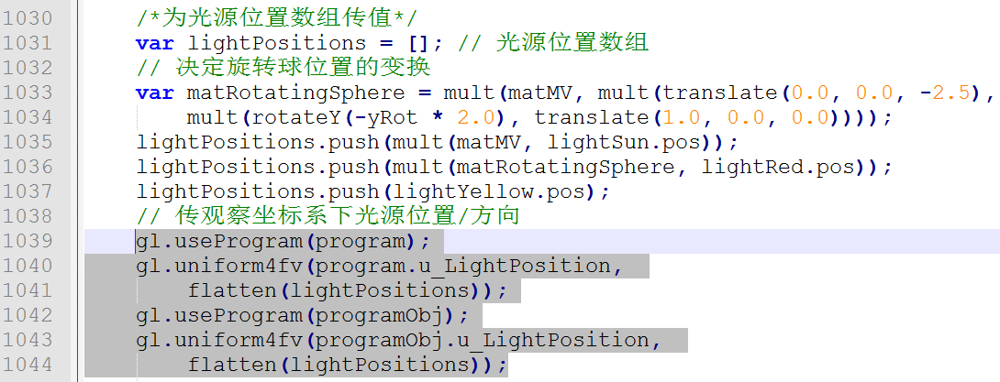 1030 /*为光源位置数组传值*/
1031 var lightPositions = []; // 光源位置数组
1032 // 决定旋转球位置的变换
1033 var matRotatingSphere = mult(matMV, mult(translate(0.0, 0.0, -2.5),
1034 mult(rotateY(-yRot * 2.0), translate(1.0, 0.0, 0.0))));
1035 lightPositions.push(mult(matMV, lightSun.pos));
1036 lightPositions.push(mult(matRotatingSphere, lightRed.pos));
1037 lightPositions.push(lightYellow.pos);
1038 // 传观察坐标系下光源位置/方向
1039 gl.useProgram(program);
1040 gl.uniform4fv(program.u_LightPosition,
1041 flatten(lightPositions));
1042 gl.useProgram(programObj);
1043 gl.uniform4fv(programObj.u_LightPosition,
1044 flatten(lightPositions));